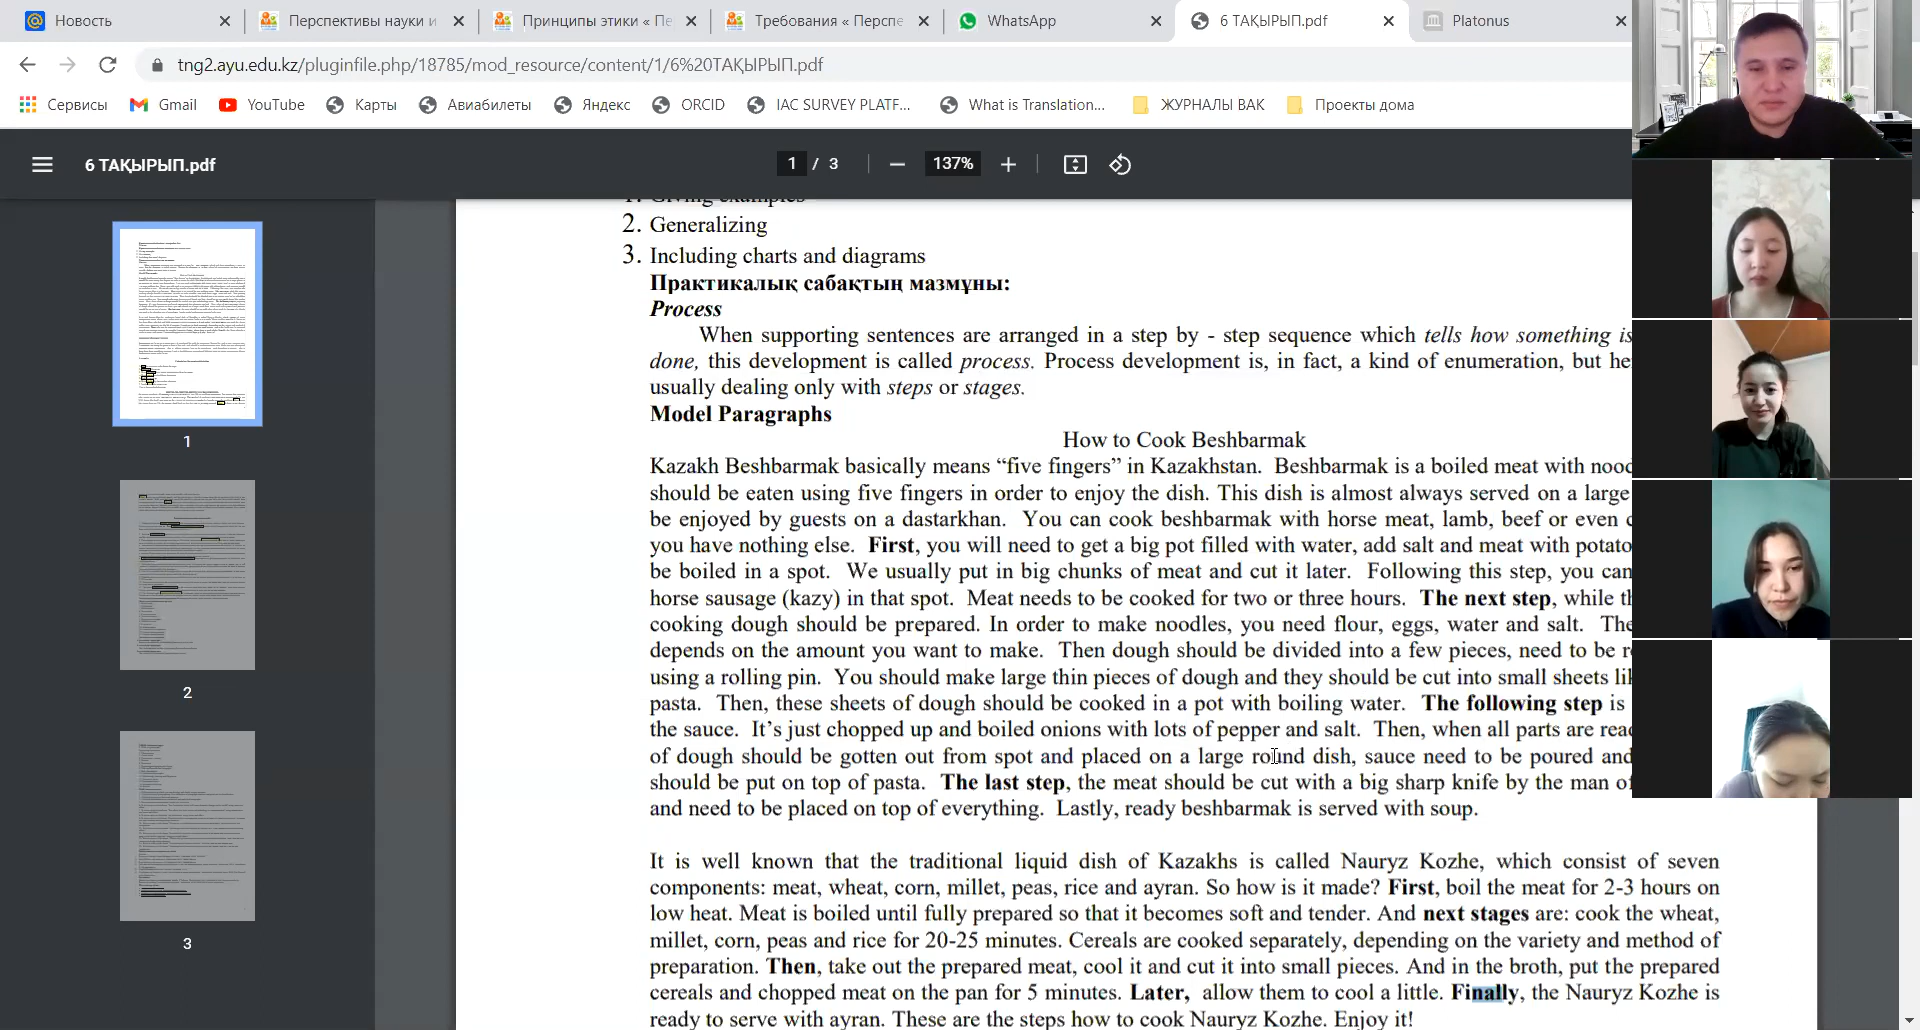 Новость
Перспективы науки и
Принципы этики « Пе
Требования « Перспе
WhatsApp
6 ТАҚЫРЫП.pdf
Platonus
tng2.ayu.edu.kz/pluginfile.php/18785/mod_resource/content/1/6%20ТАҚЫРЫП.pdf
Сервисы
Gmail
YouTube
Карты
Авиабилеты
Яндекс
ORCID
IAC SURVEY PLATF...
What is Translation...
ЖУРНАЛЫ ВАК
Проекты дома
6 ТАҚЫРЫП.pdf
1 / 3
137%
1
2
3
1. Giving examples
2. Generalizing
3. Including charts and diagrams
Практикалық сабақтың мазмұны:
Process
When supporting sentences are arranged in a step by - step sequence which tells how something is
done, this development is called process. Process development is, in fact, a kind of enumeration, but he
usually dealing only with steps or stages.
Model Paragraphs
How to Cook Beshbarmak
Kazakh Beshbarmak basically means “five fingers” in Kazakhstan. Beshbarmak is a boiled meat with nood
should be eaten using five fingers in order to enjoy the dish. This dish is almost always served on a large
be enjoyed by guests on a dastarkhan. You can cook beshbarmak with horse meat, lamb, beef or even
you have nothing else. First, you will need to get a big pot filled with water, add salt and meat with potato
be boiled in a spot. We usually put in big chunks of meat and cut it later. Following this step, you can
horse sausage (kazy) in that spot. Meat needs to be cooked for two or three hours. The next step, while th
cooking dough should be prepared. In order to make noodles, you need flour, eggs, water and salt. The
depends on the amount you want to make. Then dough should be divided into a few pieces, need to be r
using a rolling pin. You should make large thin pieces of dough and they should be cut into small sheets li
pasta. Then, these sheets of dough should be cooked in a pot with boiling water. The following step is
the sauce. It’s just chopped up and boiled onions with lots of pepper and salt. Then, when all parts are rea
of dough should be gotten out from spot and placed on a large round dish, sauce need to be poured and
should be put on top of pasta. The last step, the meat should be cut with a big sharp knife by the man of
and need to be placed on top of everything. Lastly, ready beshbarmak is served with soup.
It is well known that the traditional liquid dish of Kazakhs is called Nauryz Kozhe, which consist of seven
components: meat, wheat, corn, millet, peas, rice and ayran. So how is it made? First, boil the meat for 2-3 hours on
low heat. Meat is boiled until fully prepared so that it becomes soft and tender. And next stages are: cook the wheat,
millet, corn, peas and rice for 20-25 minutes. Cereals are cooked separately, depending on the variety and method of
preparation. Then, take out the prepared meat, cool it and cut it into small pieces. And in the broth, put the prepared
cereals and chopped meat on the pan for 5 minutes. Later, allow them to cool a little. Finally, the Nauryz Kozhe is
ready to serve with ayran. These are the steps how to cook Nauryz Kozhe. Enjoy it!